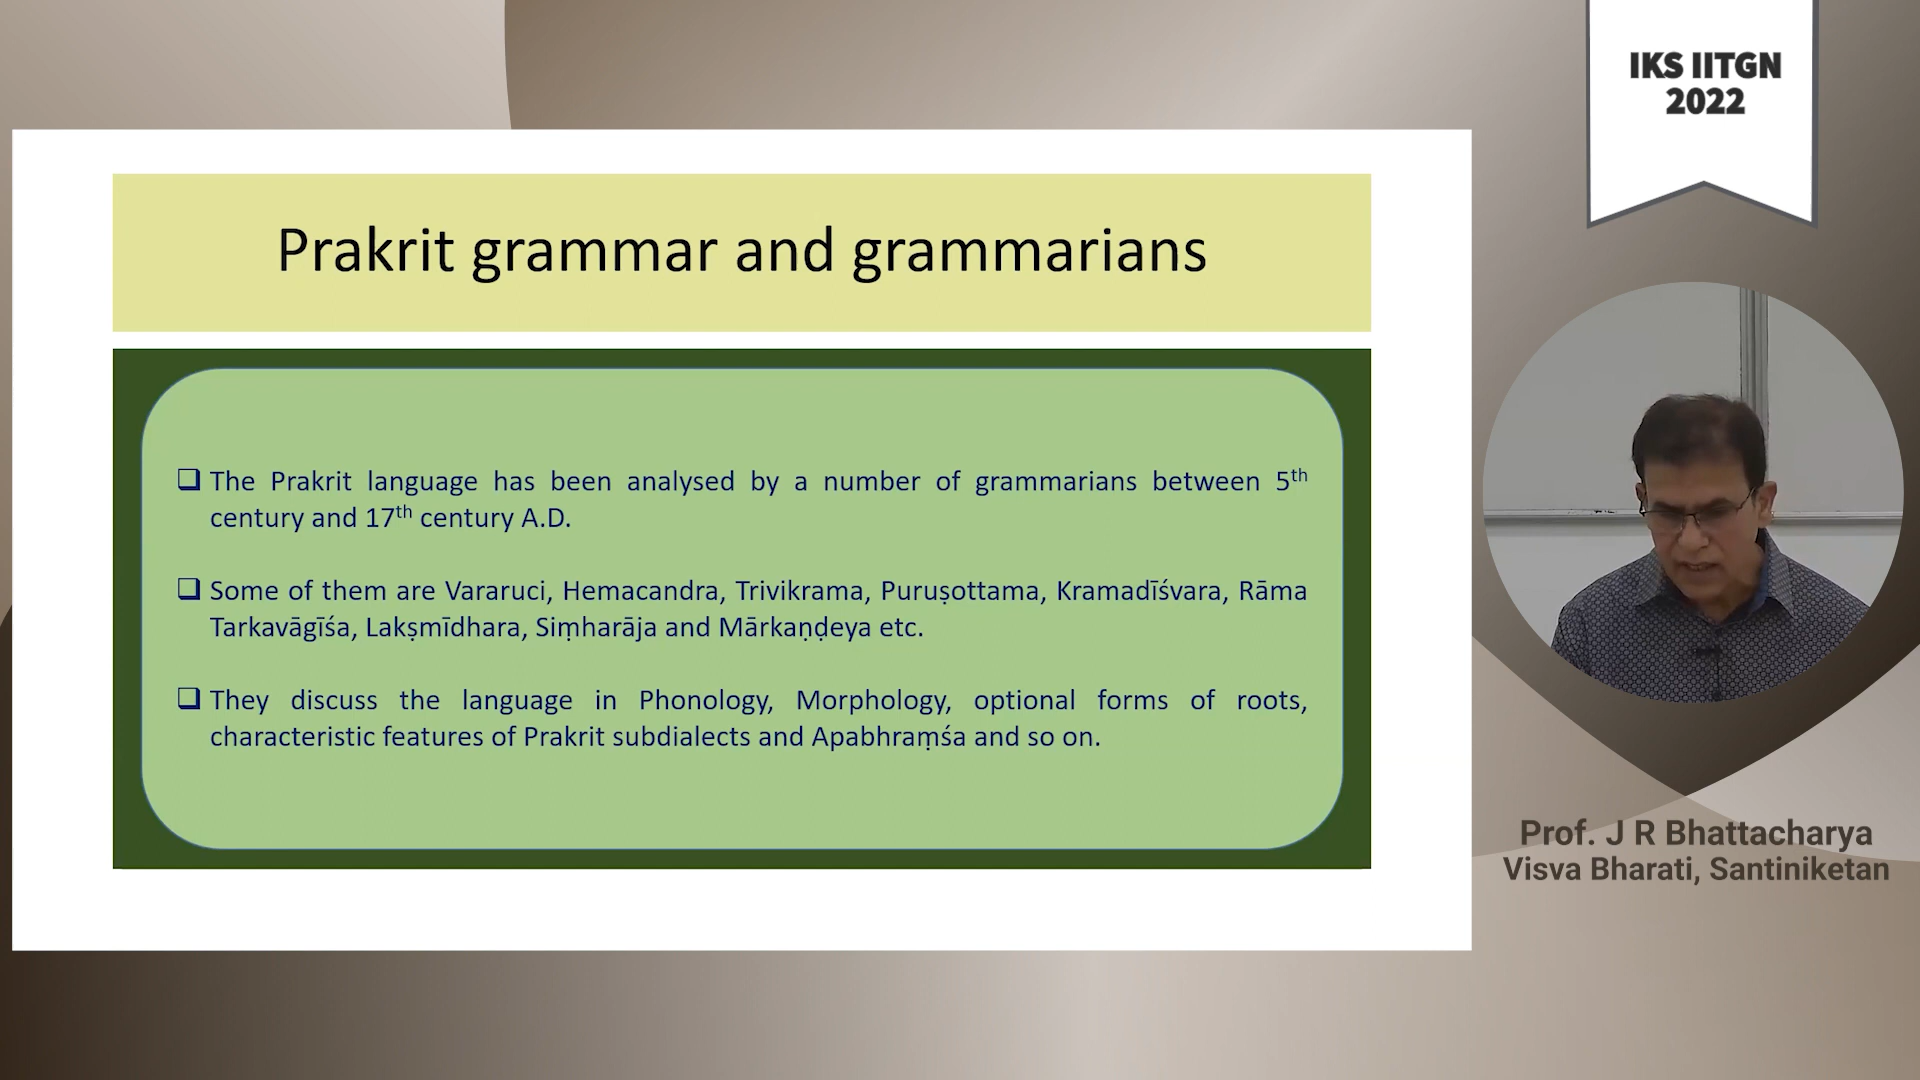 IKS IITGN
2022
Prakrit grammar and grammarians
❑ The Prakrit language has been analysed by a number of grammarians between 5th
century and 17th century A.D.
❑ Some of them are Vararuci, Hemacandra, Trivikrama, Puruṣottama, Kramadīśvara, Rāma
Tarkavāgīśa, Lakṣmīdhara, Siṃharāja and Mārkaṇḍeya etc.
❑ They discuss the language in Phonology, Morphology, optional forms of roots,
characteristic features of Prakrit subdialects and Apabhraṃśa and so on.
Prof. J R Bhattacharya
Visva Bharati, Santiniketan